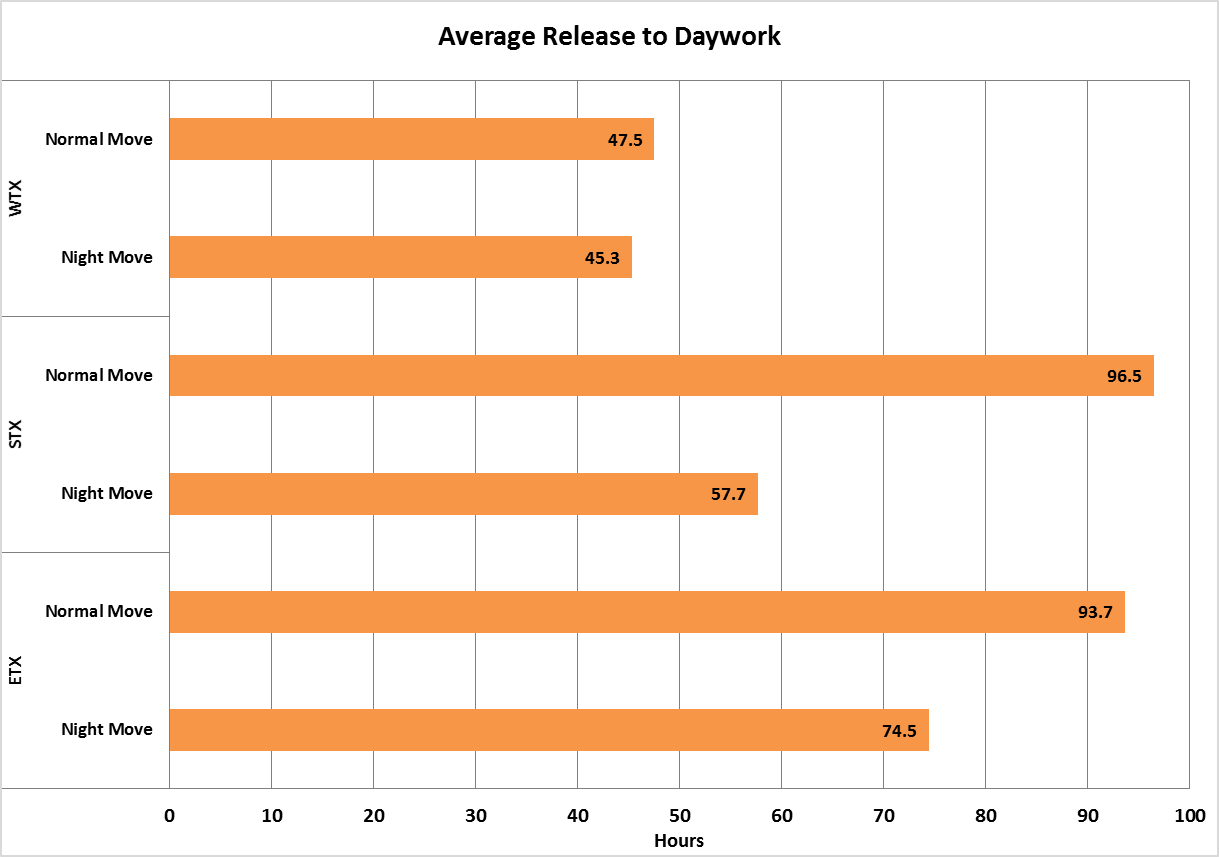 Average Release to Daywork
WTX
Normal Move
47.5
Night Move
45.3
STX
Normal Move
96.5
Night Move
57.7
ETX
Normal Move
93.7
Night Move
74.5
0 10 20 30 40 50 60 70 80 90 100
Hours